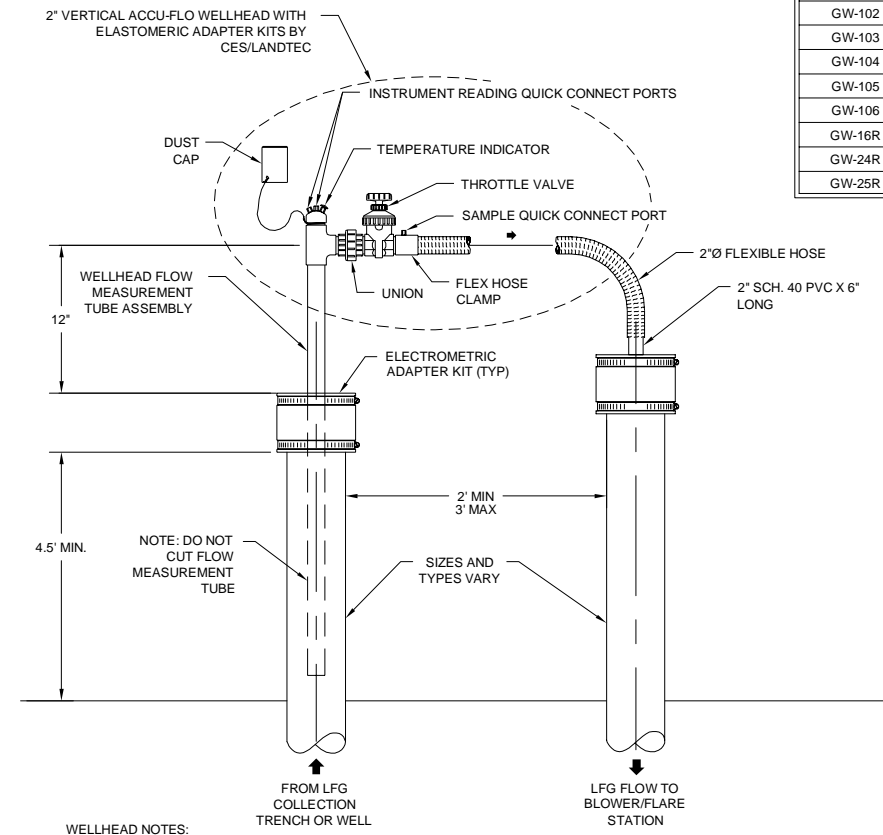 2" VERTICAL ACCU-FLO WELLHEAD WITH
ELASTOMERIC ADAPTER KITS BY
CES/LANDTEC
GW-102
GW-103
GW-104
GW-105
GW-106
GW-16R
GW-24R
GW-25R
INSTRUMENT READING QUICK CONNECT PORTS
DUST
CAP
TEMPERATURE INDICATOR
THROTTLE VALVE
SAMPLE QUICK CONNECT PORT
2"Ø FLEXIBLE HOSE
WELLHEAD FLOW
MEASUREMENT
TUBE ASSEMBLY
UNION
FLEX HOSE
CLAMP
2" SCH. 40 PVC X 6"
LONG
12"
ELECTROMETRIC
ADAPTER KIT (TYP)
2' MIN
3' MAX
4.5' MIN.
NOTE: DO NOT
CUT FLOW
MEASUREMENT
TUBE
SIZES AND
TYPES VARY
FROM LFG
COLLECTION
TRENCH OR WELL
LFG FLOW TO
BLOWER/FLARE
STATION
WELLHEAD NOTES: